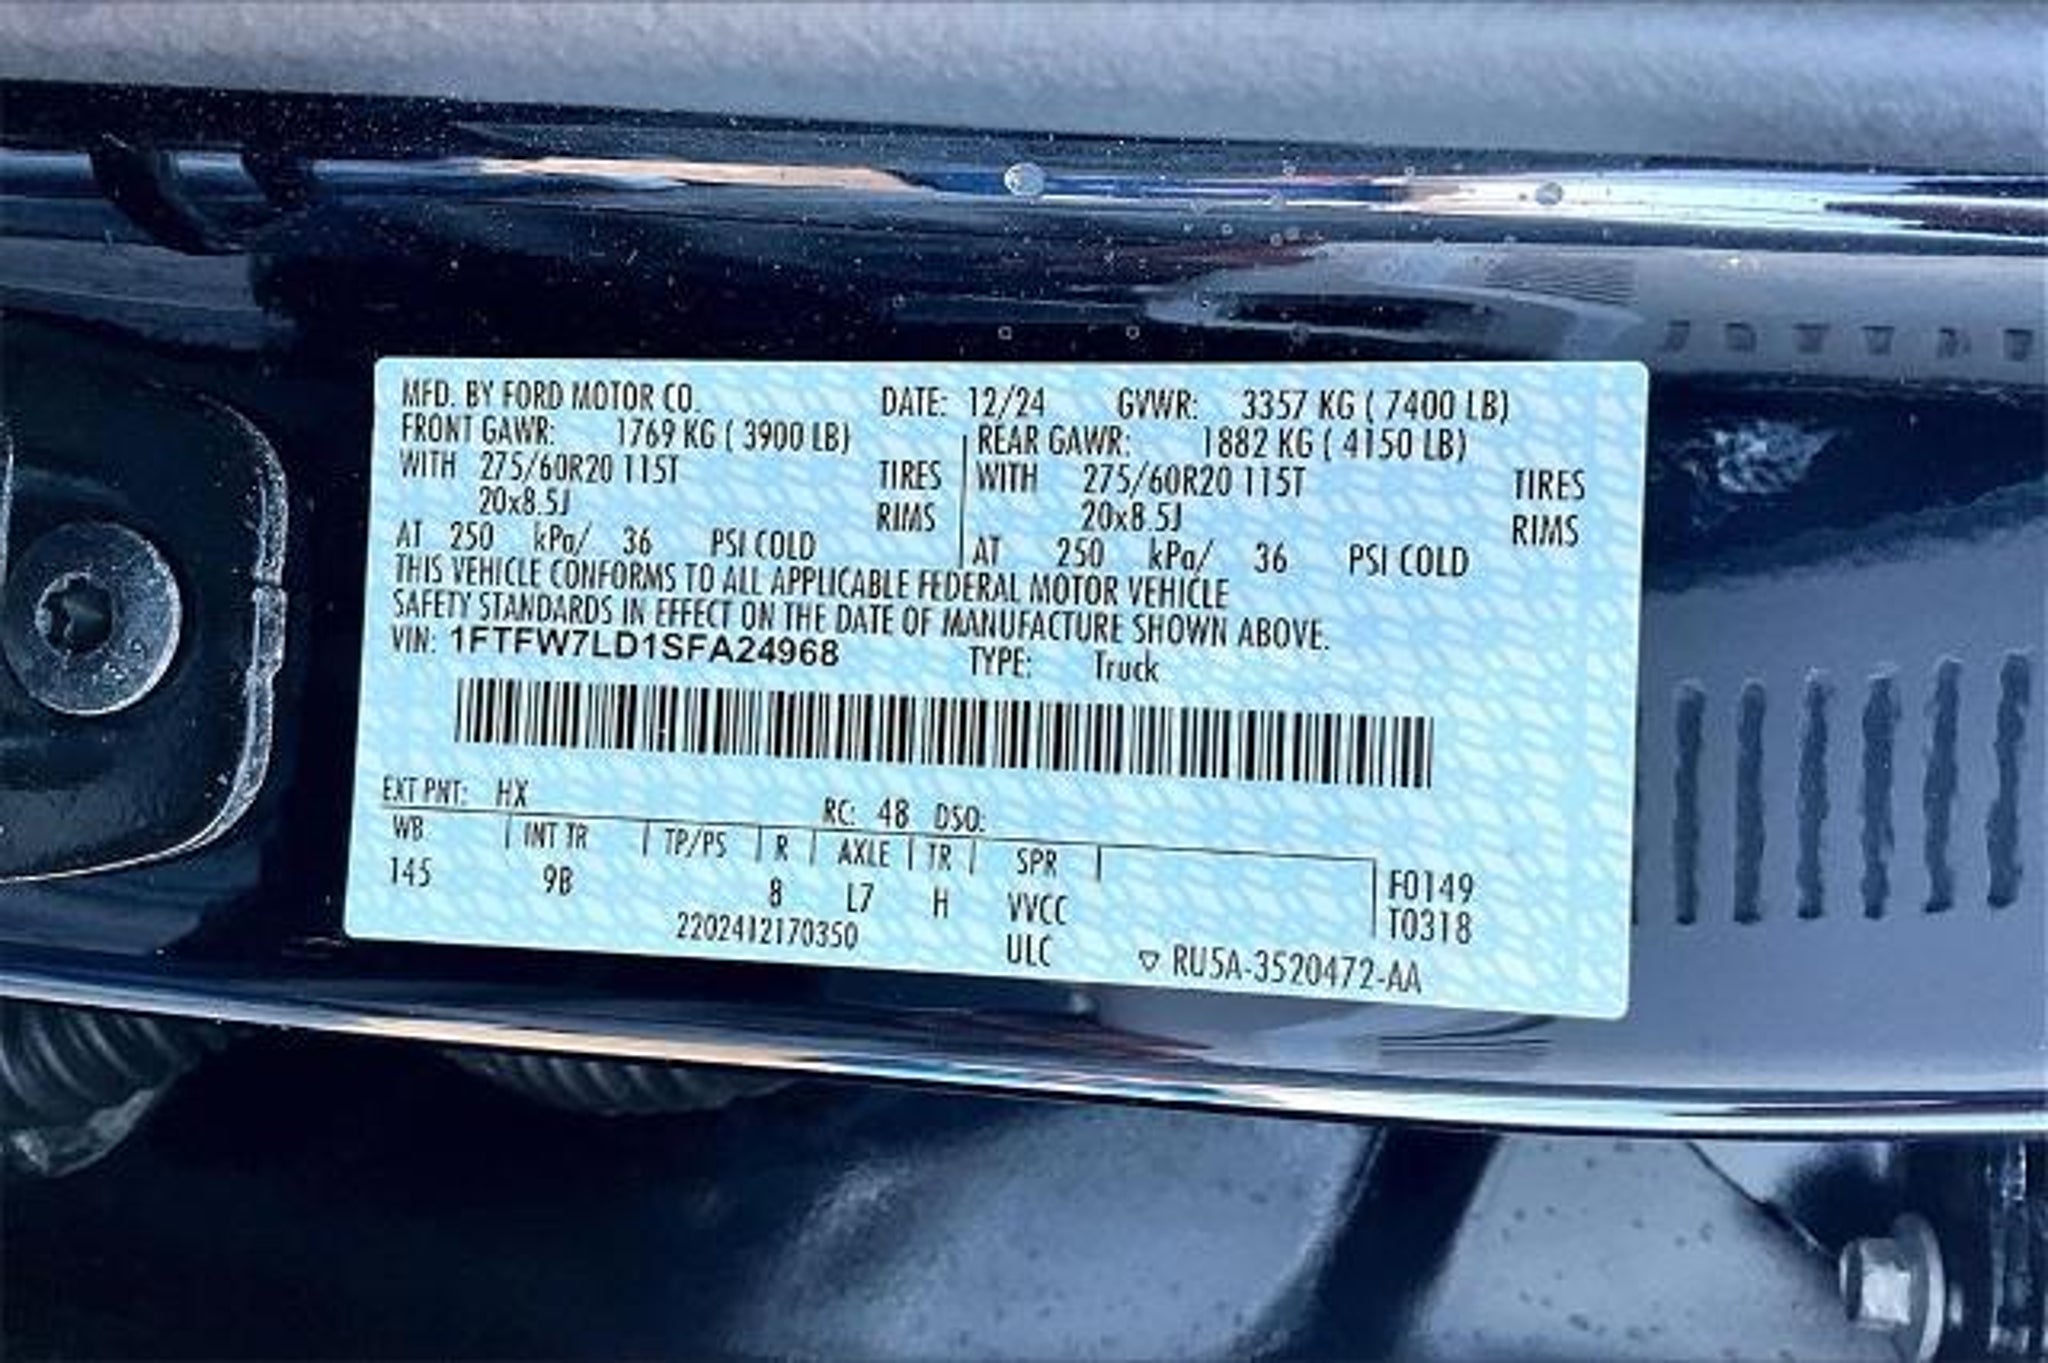 MFD. BY FORD MOTOR CO. DATE: 12/24 GVWR: 3357 KG ( 7400 LB)
FRONT GAWR: 1769 KG ( 3900 LB) REAR GAWR: 1882 KG ( 4150 LB)
WITH 275/60R20 115T TIRES WITH 275/60R20 115T TIRES
20x8.5J RIMS 20x8.5J RIMS
AT 250 kPa/ 36 PSI COLD AT 250 kPa/ 36 PSI COLD
THIS VEHICLE CONFORMS TO ALL APPLICABLE FEDERAL MOTOR VEHICLE
SAFETY STANDARDS IN EFFECT ON THE DATE OF MANUFACTURE SHOWN ABOVE.
VIN: 1FTFW7LD1SFA24968 TYPE: Truck
EXT PNT: HX RC: 48 DSO:
WB INT TR TP/PS R AXLE TR SPR
145 9B 8 L7 H VVCC
F0149
T0318
2202412170350 ULC ▽ RU5A-3520472-AA